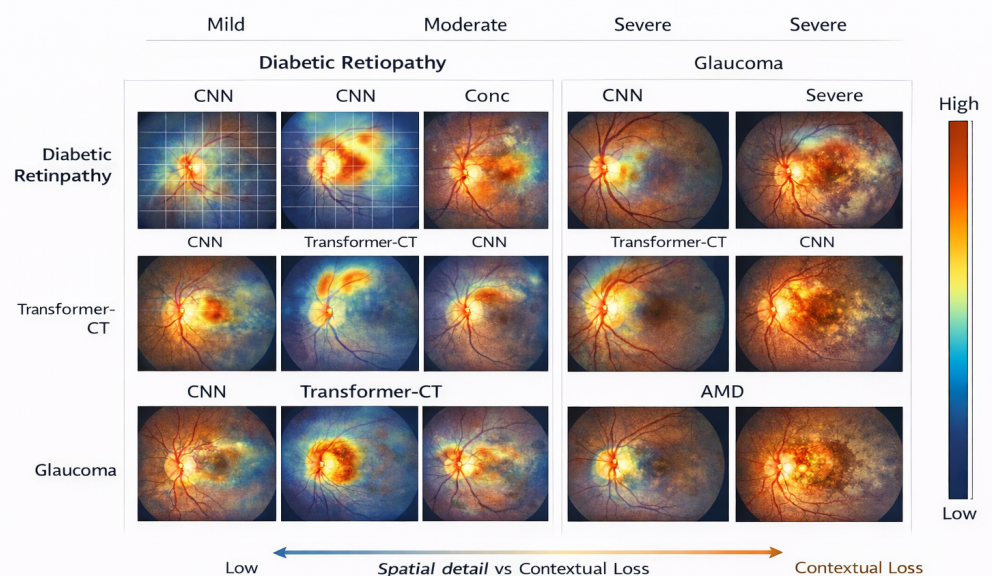 Mild Moderate Severe Severe
Diabetic Retiopathy Glaucoma
CNN CNN Conc CNN Severe
High
Diabetic
Retinpathy
CNN Transformer-CT CNN Transformer-CT CNN
Transformer-
CT
CNN Transformer-CT AMD
Glaucoma
Low
Low Spatial detail vs Contextual Loss Contextual Loss